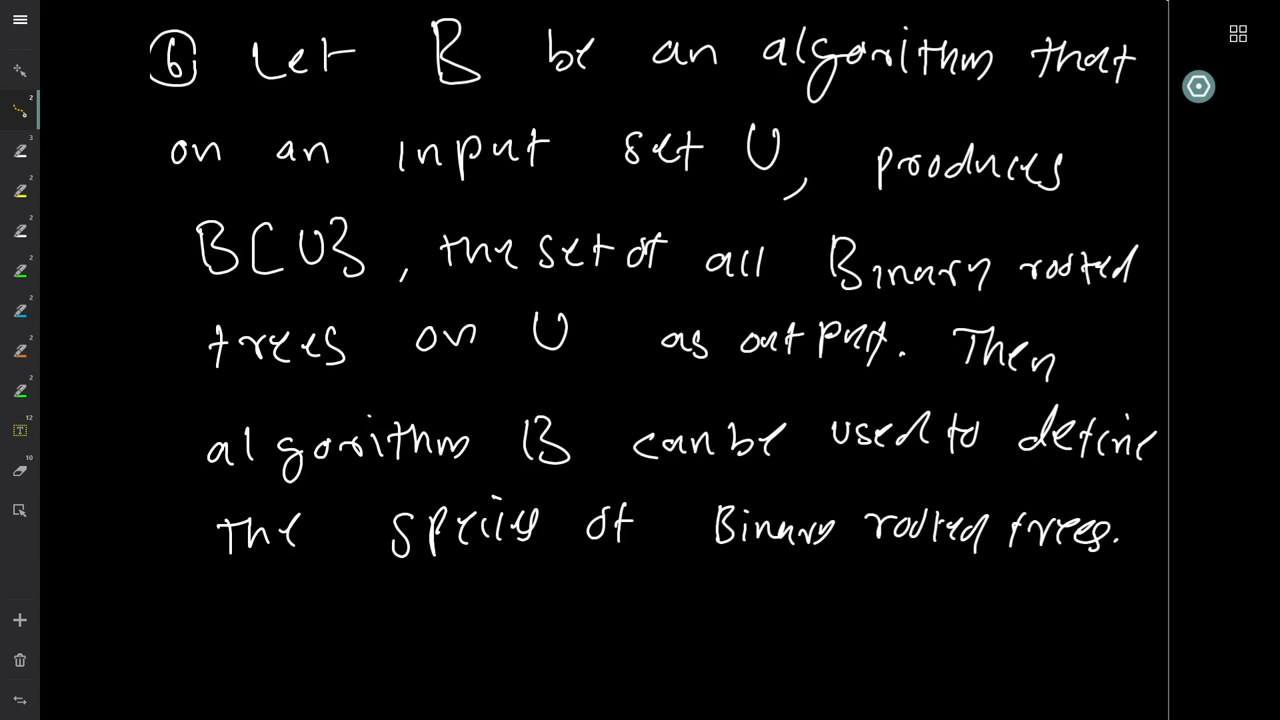 ⑥ Let B be an algorithm that
on an input set U, produces
B[U], the set of all Binary rooted
trees on U as output. Then
algorithm B can be used to define
the species of Binary rooted trees.